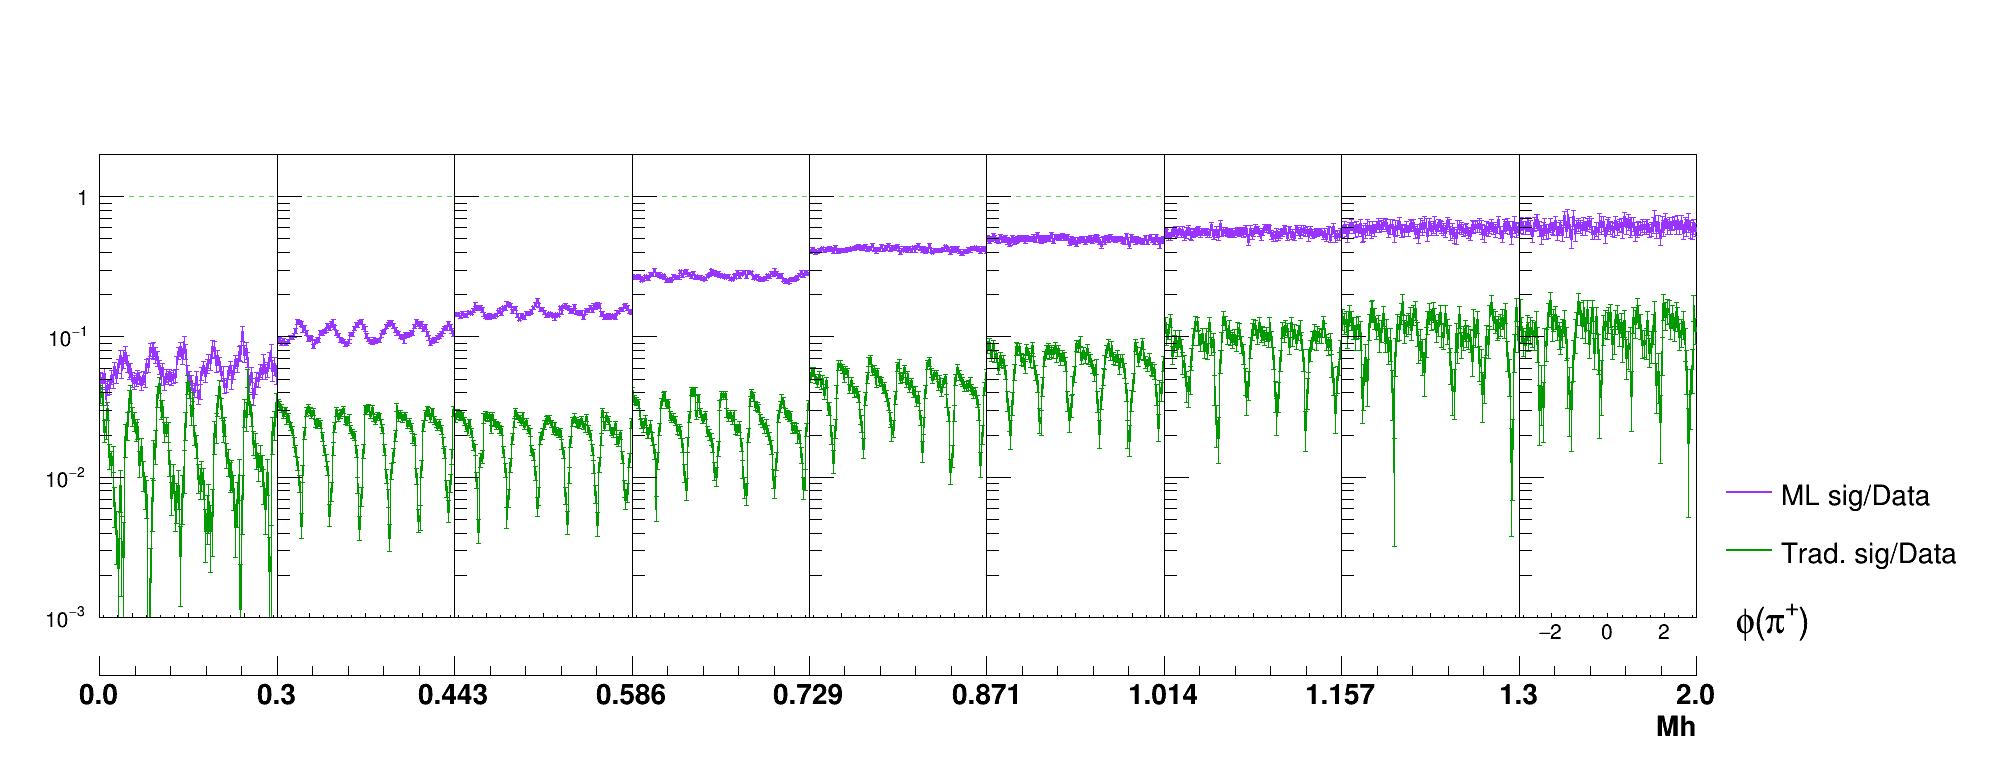 1
10−1
10−2
10−3
ML sig/Data
Trad. sig/Data
ϕ(π+)
−2 0 2
0.0 0.3 0.443 0.586 0.729 0.871 1.014 1.157 1.3 2.0
Mh